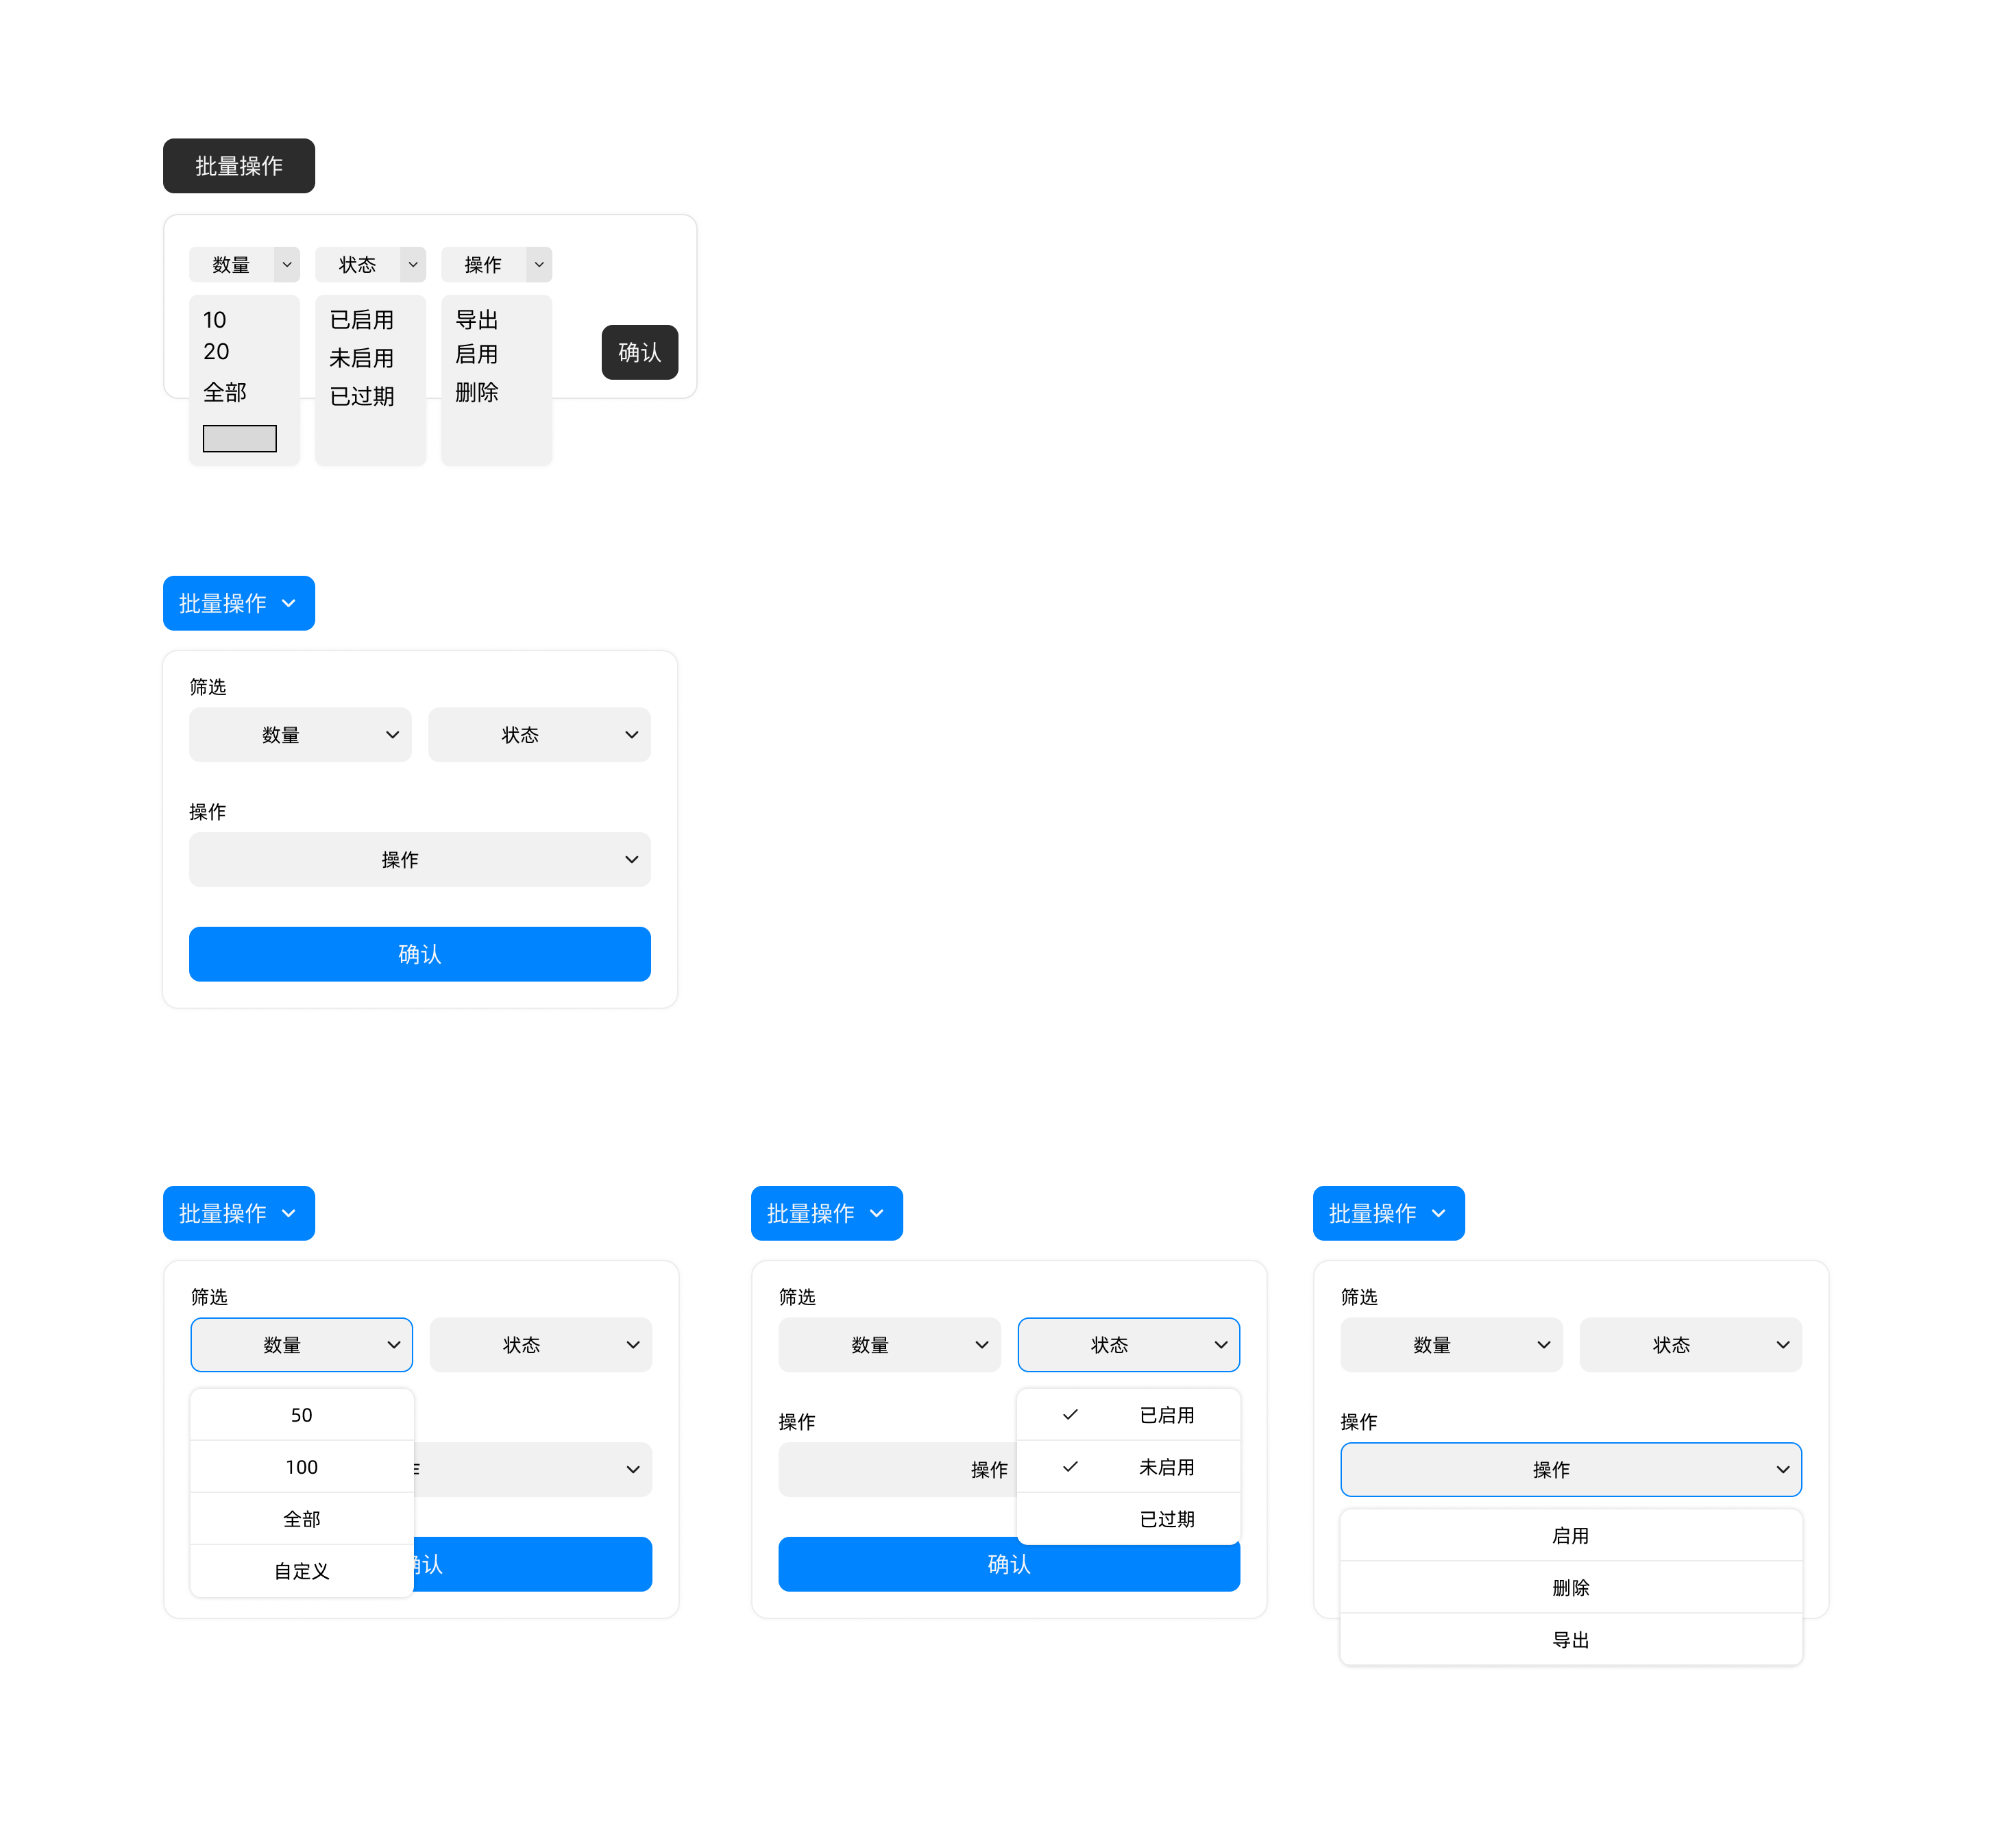 批量操作
数量 状态 操作
10 已启用 导出
20 未启用 启用
全部 已过期 删除
确认
批量操作
筛选
数量 状态
操作
操作
确认
批量操作
筛选
数量 状态
50
100
全部
自定义
认
批量操作
筛选
数量 状态
操作
操作
已启用
未启用
已过期
确认
批量操作
筛选
数量 状态
操作
操作
启用
删除
导出